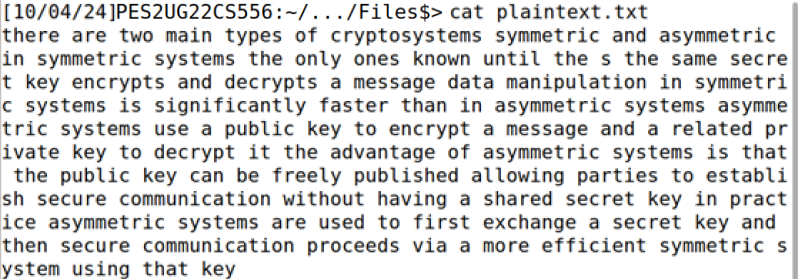 [10/04/24]PES2UG22CS556:~/.../Files$> cat plaintext.txt
there are two main types of cryptosystems symmetric and asymmetric
in symmetric systems the only ones known until the s the same secre
t key encrypts and decrypts a message data manipulation in symmetri
c systems is significantly faster than in asymmetric systems asymme
tric systems use a public key to encrypt a message and a related pr
ivate key to decrypt it the advantage of asymmetric systems is that
 the public key can be freely published allowing parties to establi
sh secure communication without having a shared secret key in pract
ice asymmetric systems are used to first exchange a secret key and
then secure communication proceeds via a more efficient symmetric s
ystem using that key